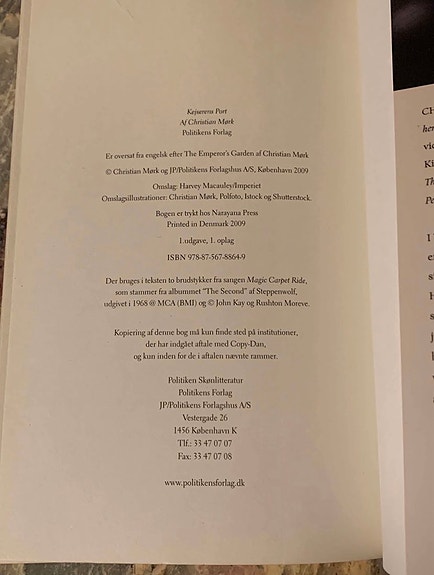 Kejserens Port
Af Christian Mørk
Politikens Forlag
Er oversat fra engelsk efter The Emperor's Garden af Christian Mørk
© Christian Mørk og JP/Politikens Forlagshus A/S, København 2009
Omslag: Harvey Macauley/Imperiet
Omslagsillustrationer: Christian Mørk, Polfoto, Istock og Shutterstock.
Bogen er trykt hos Narayana Press
Printed in Denmark 2009
1.udgave, 1. oplag
ISBN 978-87-567-8864-9
Der bruges i teksten to brudstykker fra sangen Magic Carpet Ride,
som stammer fra albummet "The Second" af Steppenwolf,
udgivet i 1968 @ MCA (BMI) og © John Kay og Rushton Moreve.
Kopiering af denne bog må kun finde sted på institutioner,
der har indgået aftale med Copy-Dan,
og kun inden for de i aftalen nævnte rammer.
Politiken Skønlitteratur
Politikens Forlag
JP/Politikens Forlagshus A/S
Vestergade 26
1456 København K
Tlf.: 33 47 07 07
Fax: 33 47 07 08
www.politikensforlag.dk